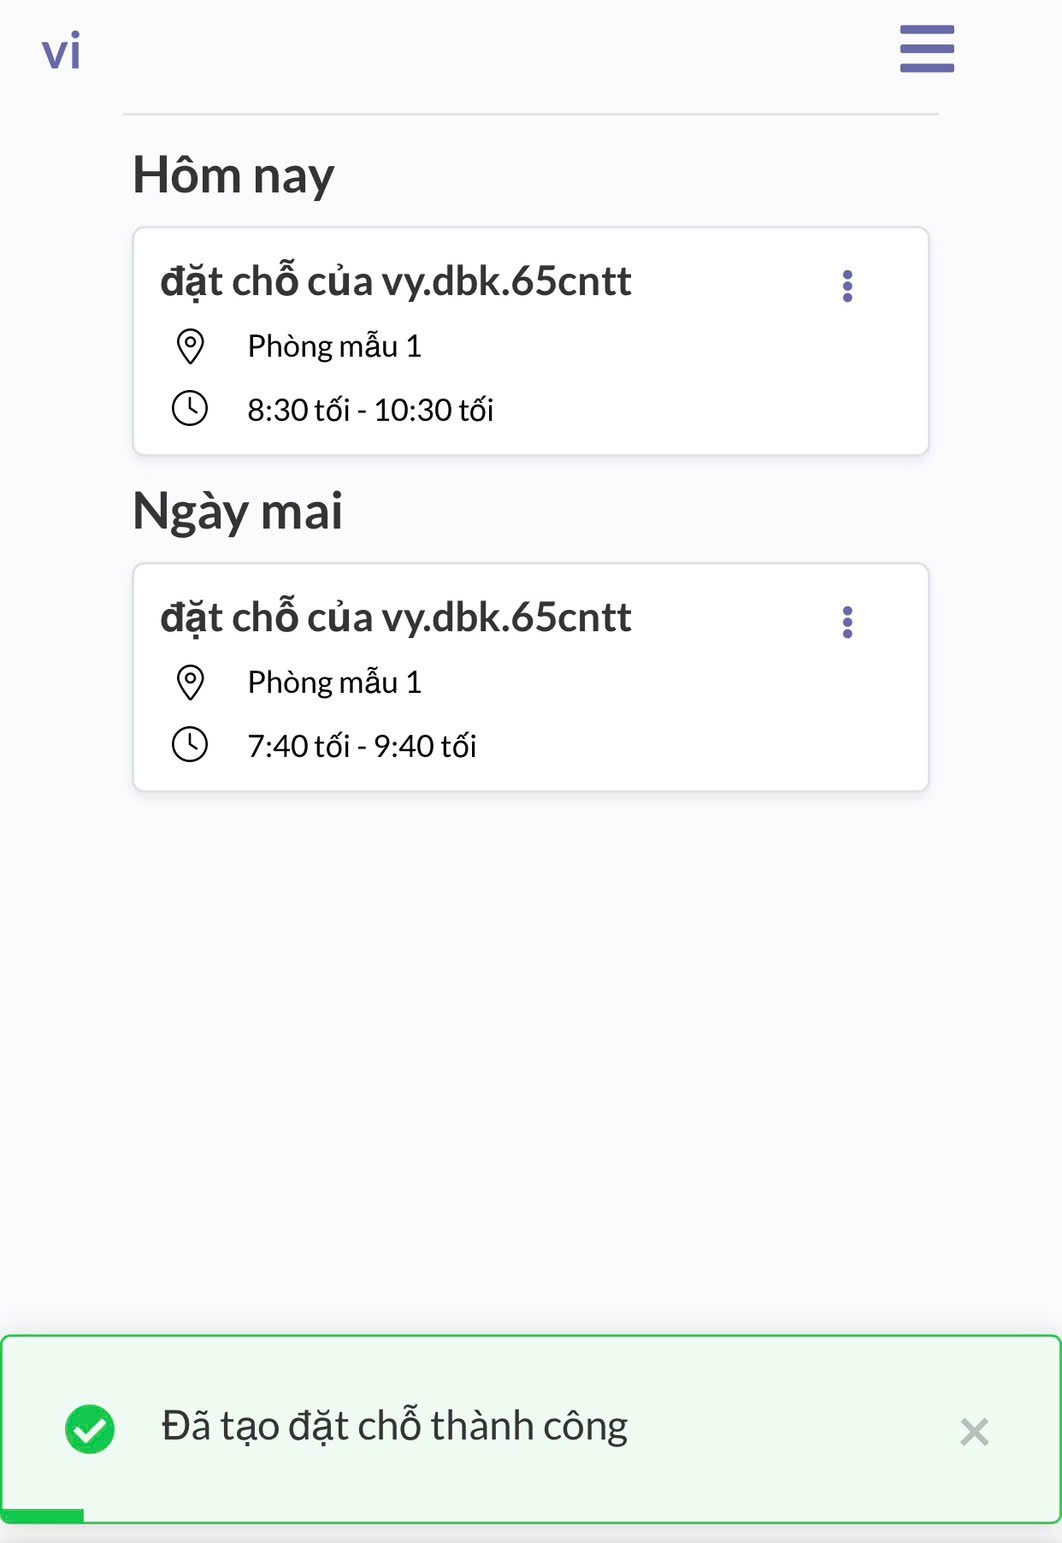 vi
Hôm nay
đặt chỗ của vy.dbk.65cntt
Phòng mẫu 1
8:30 tối - 10:30 tối
Ngày mai
đặt chỗ của vy.dbk.65cntt
Phòng mẫu 1
7:40 tối - 9:40 tối
Đã tạo đặt chỗ thành công